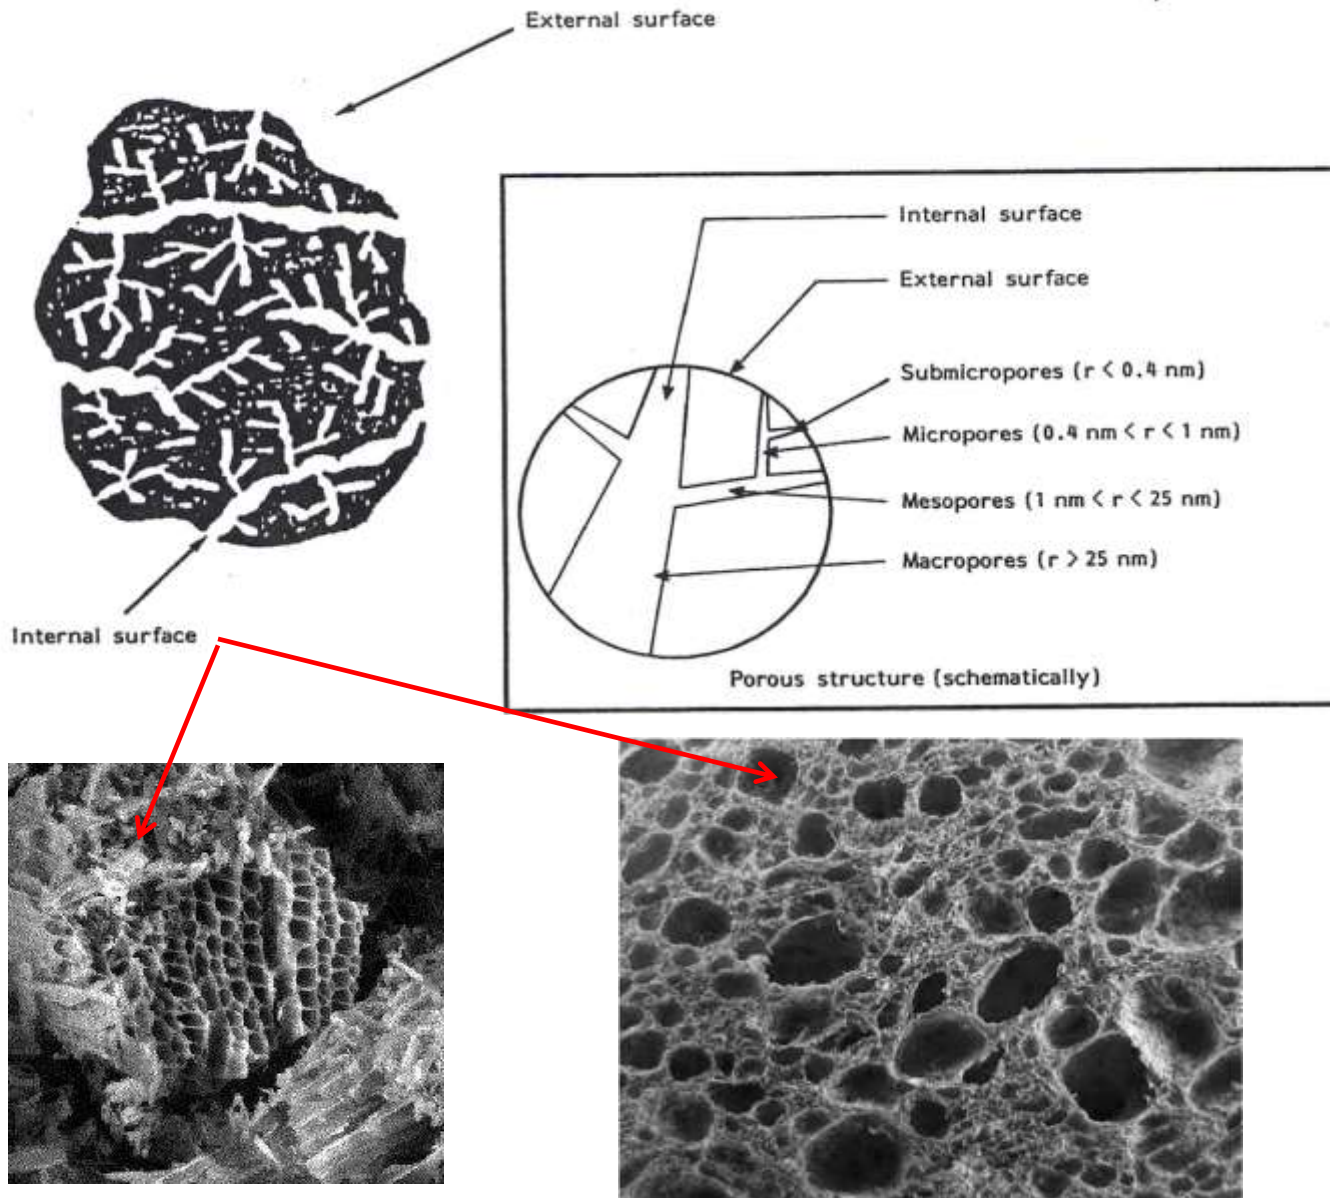 External surface
Internal surface
External surface
Submicropores (r < 0.4 nm)
Micropores (0.4 nm < r < 1 nm)
Mesopores (1 nm < r < 25 nm)
Macropores (r > 25 nm)
Internal surface
Porous structure (schematically)